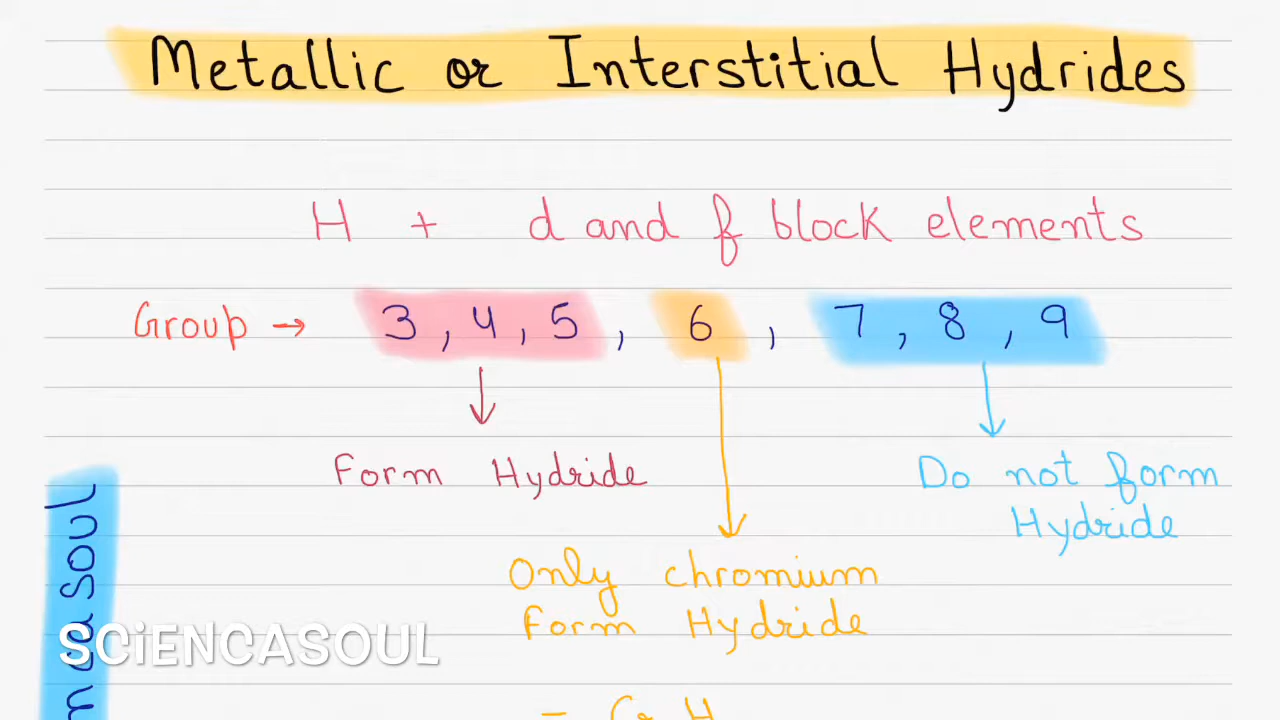 Metallic or Interstitial Hydrides
H + d and f block elements
Group → 3, 4, 5, 6, 7, 8, 9
Form Hydride
Do not form
Hydride
Only chromium
Form Hydride
SCiENCASOUL
- Cr H